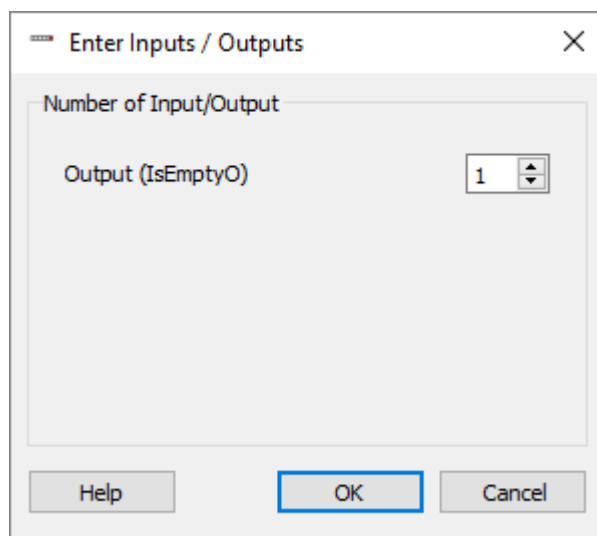 Enter Inputs / Outputs
Number of Input/Output
Output (IsEmptyO)
1
Help
OK
Cancel